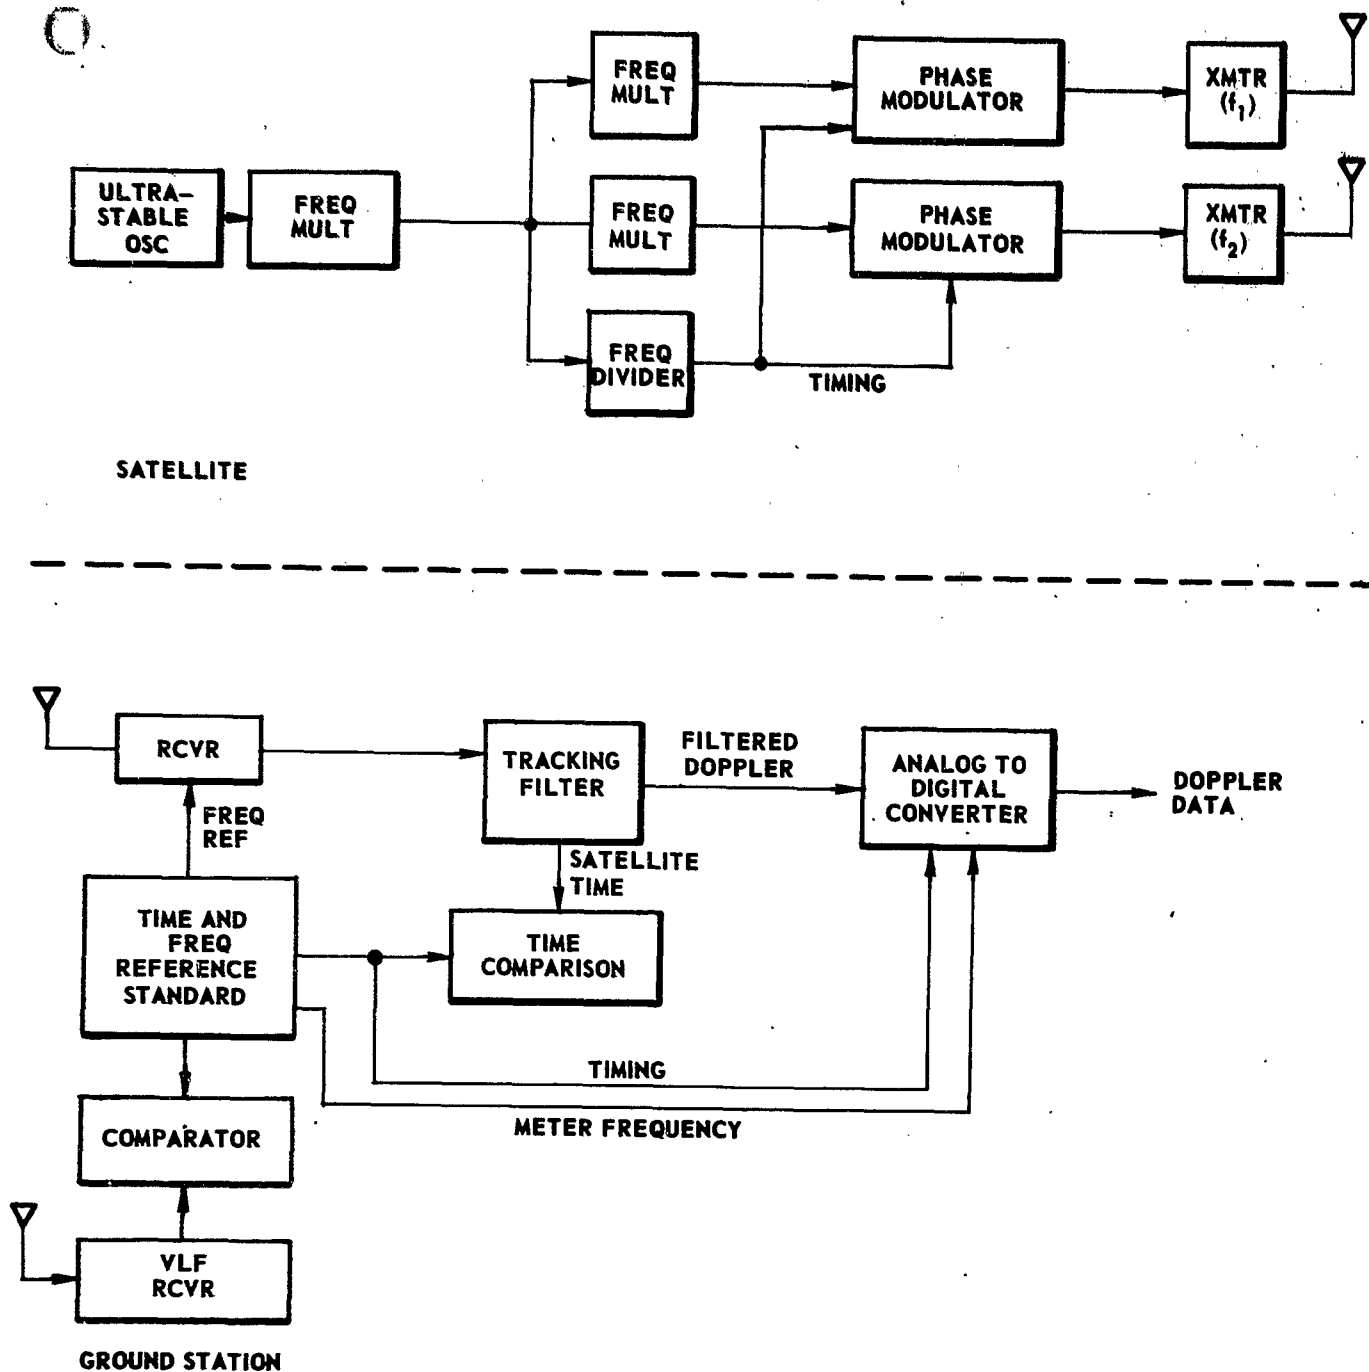 FREQ
MULT
PHASE
MODULATOR
XMTR
(f1)
ULTRA-
STABLE
OSC
FREQ
MULT
FREQ
MULT
PHASE
MODULATOR
XMTR
(f2)
FREQ
DIVIDER
TIMING
SATELLITE
RCVR
TRACKING
FILTER
FILTERED
DOPPLER
ANALOG TO
DIGITAL
CONVERTER
DOPPLER
DATA
FREQ
REF
SATELLITE
TIME
TIME AND
FREQ
REFERENCE
STANDARD
TIME
COMPARISON
TIMING
METER FREQUENCY
COMPARATOR
VLF
RCVR
GROUND STATION